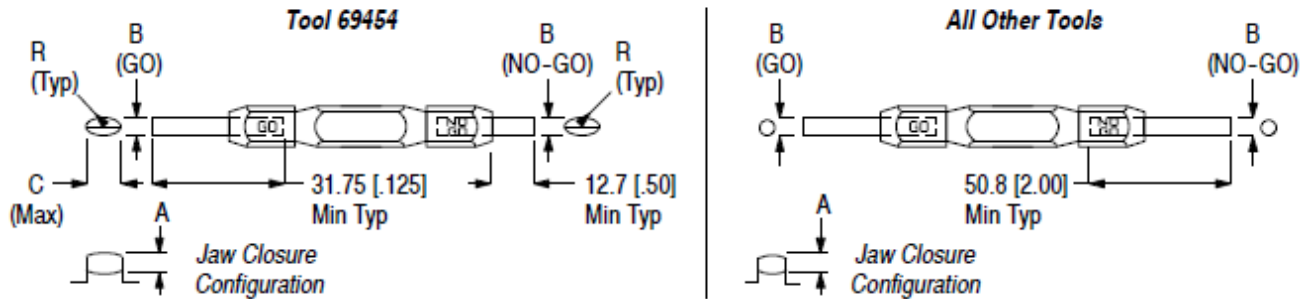 Tool 69454
B
(GO)
R
(Typ)
B
(NO-GO)
R
(Typ)
GO
C
(Max)
31.75 [.125]
Min Typ
12.7 [.50]
Min Typ
A
Jaw Closure
Configuration
All Other Tools
B
(GO)
B
(NO-GO)
GO
50.8 [2.00]
Min Typ
A
Jaw Closure
Configuration